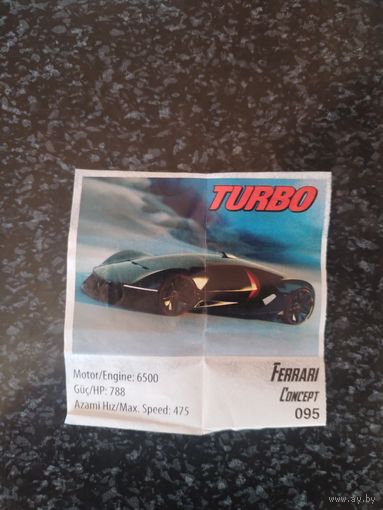 TURBO
Motor/Engine: 6500
Güç/HP: 788
Azami Hız/Max. Speed: 475
FERRARI
CONCEPT
095
www.ay.by